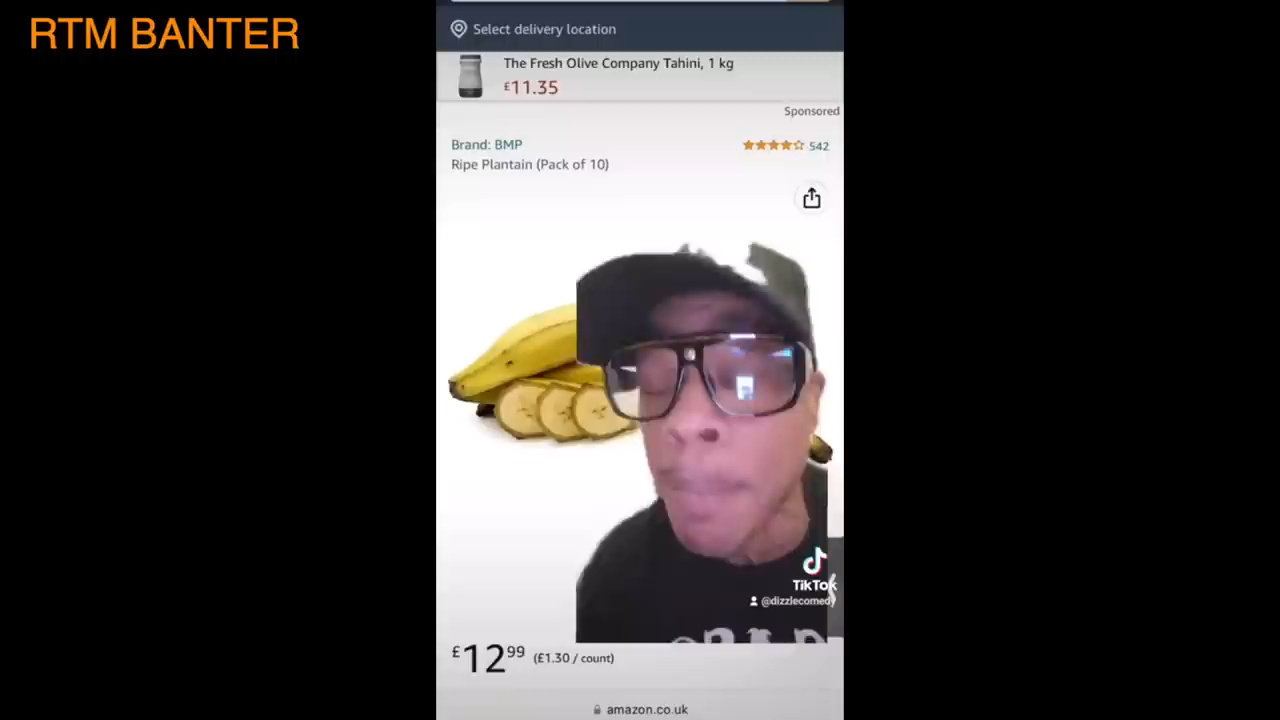 RTM BANTER
Select delivery location
The Fresh Olive Company Tahini, 1 kg
£11.35
Sponsored
Brand: BMP
542
Ripe Plantain (Pack of 10)
TikTok
@dizzlecomedy
£12.99 (£1.30 / count)
amazon.co.uk